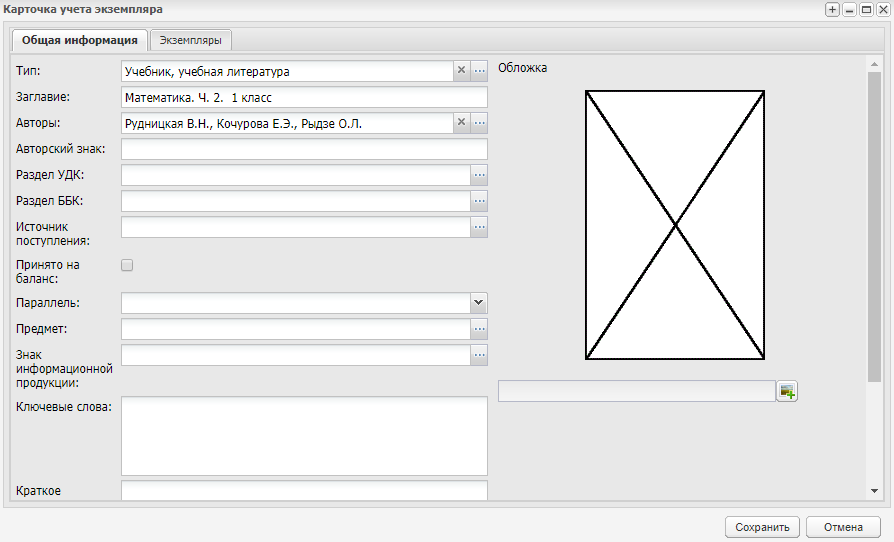 Карточка учета экземпляра
Общая информация
Экземпляры
Тип:
Учебник, учебная литература
Обложка
Заглавие:
Математика. Ч. 2.  1 класс
Авторы:
Рудницкая В.Н., Кочурова Е.Э., Рыдзе О.Л.
Авторский знак:
Раздел УДК:
Раздел ББК:
Источник
поступления:
Принято на
баланс:
Параллель:
Предмет:
Знак
информационной
продукции:
Ключевые слова:
Краткое
Сохранить
Отмена